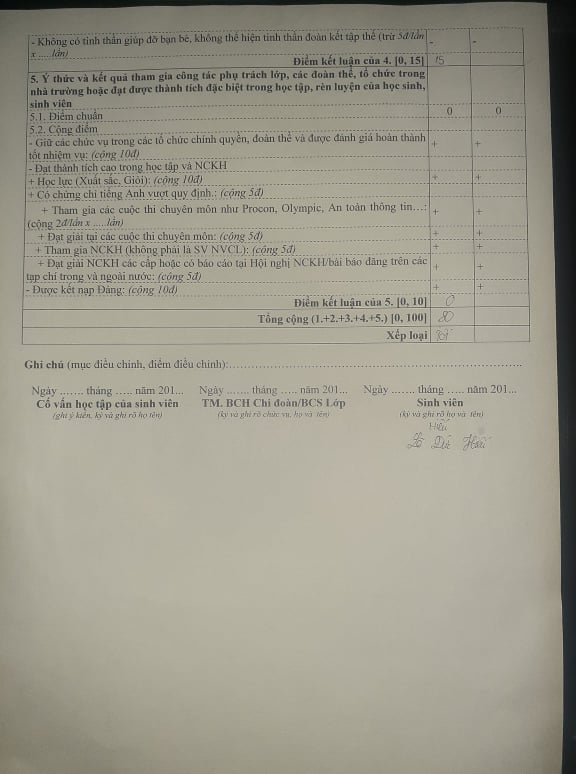 - Không có tinh thần giúp đỡ bạn bè, không thể hiện tinh thần đoàn kết tập thể (trừ 5đ/lần - -
x .....lần)
Điểm kết luận của 4. [0, 15] 15
5. Ý thức và kết quả tham gia công tác phụ trách lớp, các đoàn thể, tổ chức trong
nhà trường hoặc đạt được thành tích đặc biệt trong học tập, rèn luyện của học sinh,
sinh viên
5.1. Điểm chuẩn 0 0
5.2. Cộng điểm
- Giữ các chức vụ trong các tổ chức chính quyền, đoàn thể và được đánh giá hoàn thành + +
tốt nhiệm vụ: (cộng 10đ)
- Đạt thành tích cao trong học tập và NCKH
+ Học lực (Xuất sắc, Giỏi): (cộng 10đ) + +
+ Có chứng chỉ tiếng Anh vượt quy định.: (cộng 5đ)
+ Tham gia các cuộc thi chuyên môn như Procon, Olympic, An toàn thông tin…: + +
(cộng 2đ/lần x .....lần)
+ Đạt giải tại các cuộc thi chuyên môn: (cộng 5đ) + +
+ Tham gia NCKH (không phải là SV NVCL): (cộng 5đ) + +
+ Đạt giải NCKH các cấp hoặc có báo cáo tại Hội nghị NCKH/bài báo đăng trên các + +
tạp chí trong và ngoài nước: (cộng 5đ)
- Được kết nạp Đảng: (cộng 10đ) + +
Điểm kết luận của 5. [0, 10] 0
Tổng cộng (1.+2.+3.+4.+5.) [0, 100] 80
Xếp loại
Ghi chú (mục điều chỉnh, điểm điều chỉnh):..............................................................
Ngày ....... tháng ..... năm 201... Ngày ....... tháng ..... năm 201... Ngày ....... tháng ..... năm 201...
Cố vấn học tập của sinh viên TM. BCH Chi đoàn/BCS Lớp Sinh viên
(ghi ý kiến, ký và ghi rõ họ tên) (ký và ghi rõ chức vụ, họ và tên) (ký và ghi rõ họ và tên)
Hiếu
Đức Hiếu